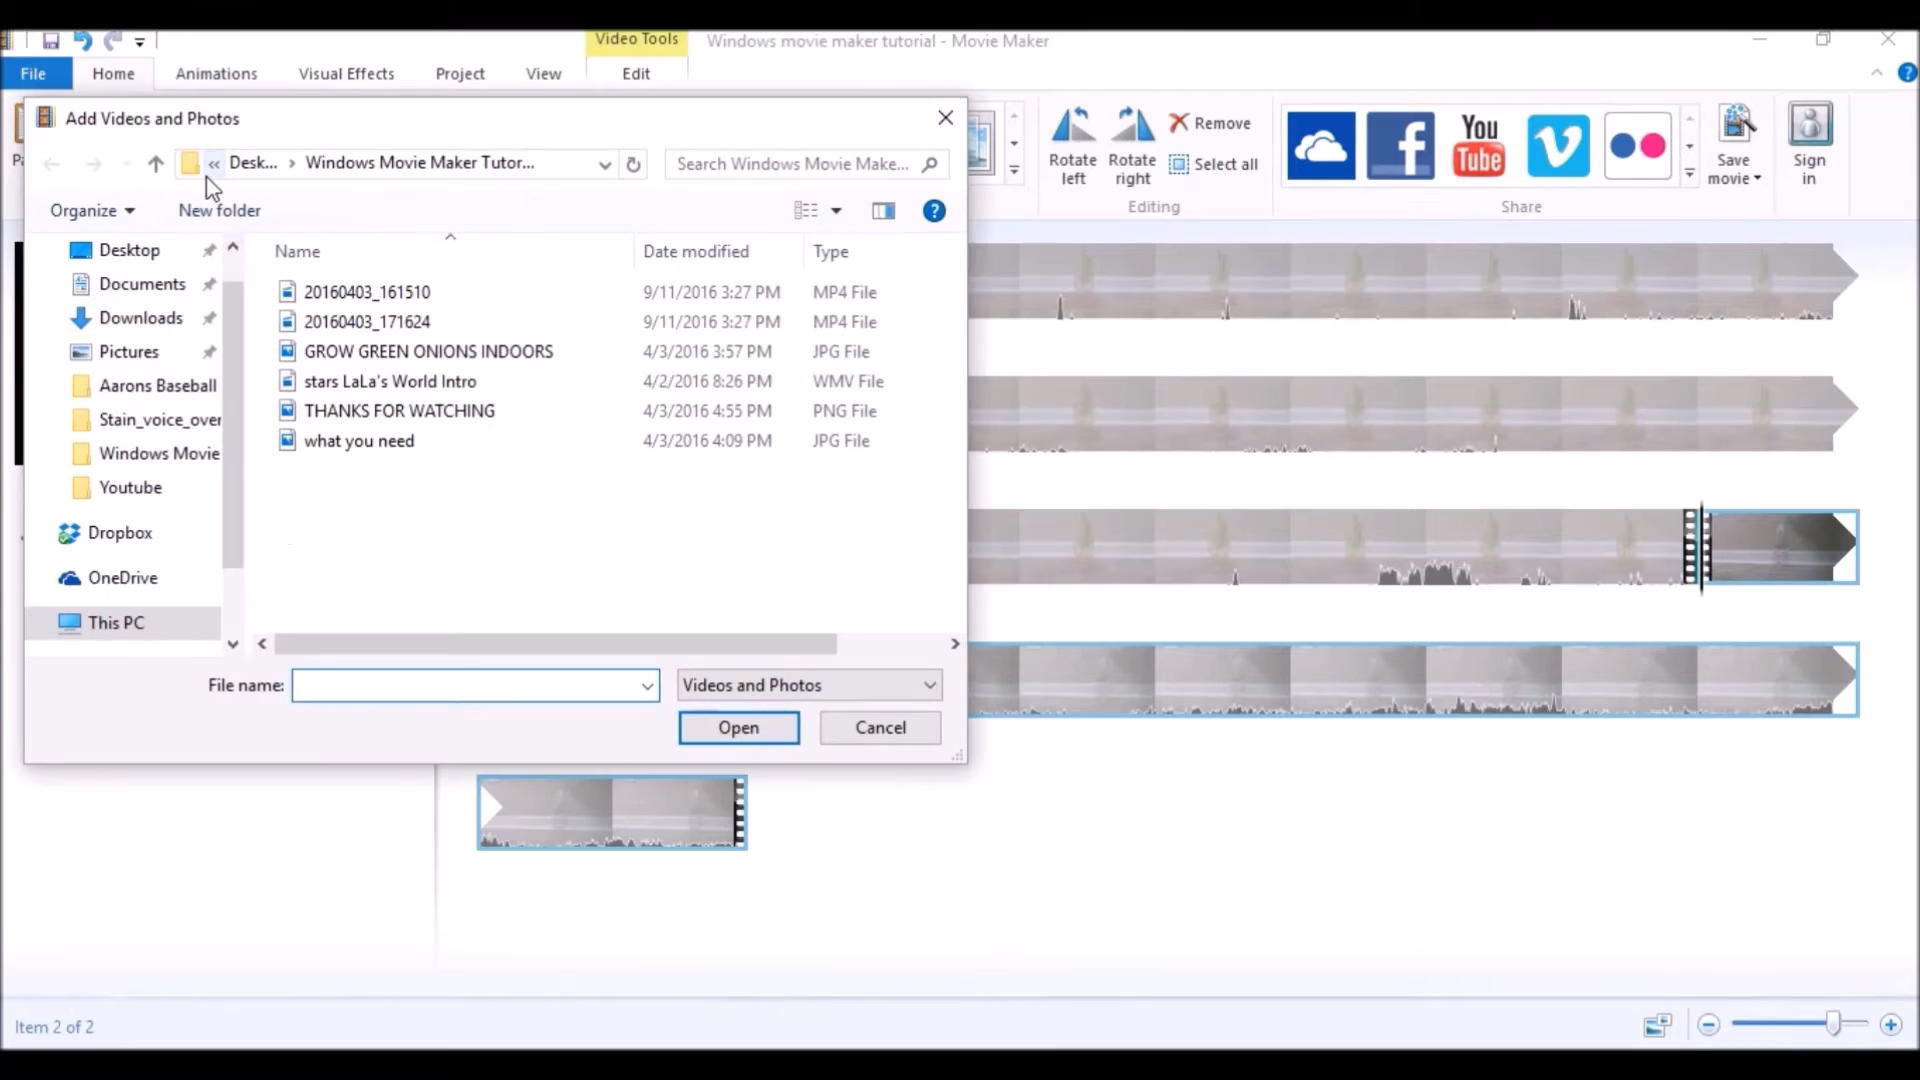 Video Tools
Windows movie maker tutorial - Movie Maker
File
Home
Animations
Visual Effects
Project
View
Edit
Add Videos and Photos
« Desk... › Windows Movie Maker Tutor...
Search Windows Movie Make...
Organize
New folder
Name
Date modified
Type
20160403_161510 9/11/2016 3:27 PM MP4 File
20160403_171624 9/11/2016 3:27 PM MP4 File
GROW GREEN ONIONS INDOORS 4/3/2016 3:57 PM JPG File
stars LaLa's World Intro 4/2/2016 8:26 PM WMV File
THANKS FOR WATCHING 4/3/2016 4:55 PM PNG File
what you need 4/3/2016 4:09 PM JPG File
Desktop
Documents
Downloads
Pictures
Aarons Baseball
Stain_voice_over
Windows Movie
Youtube
Dropbox
OneDrive
This PC
File name:
Videos and Photos
Open
Cancel
Rotate left
Rotate right
Remove
Select all
Editing
f
You Tube
Share
Save movie
Sign in
Item 2 of 2